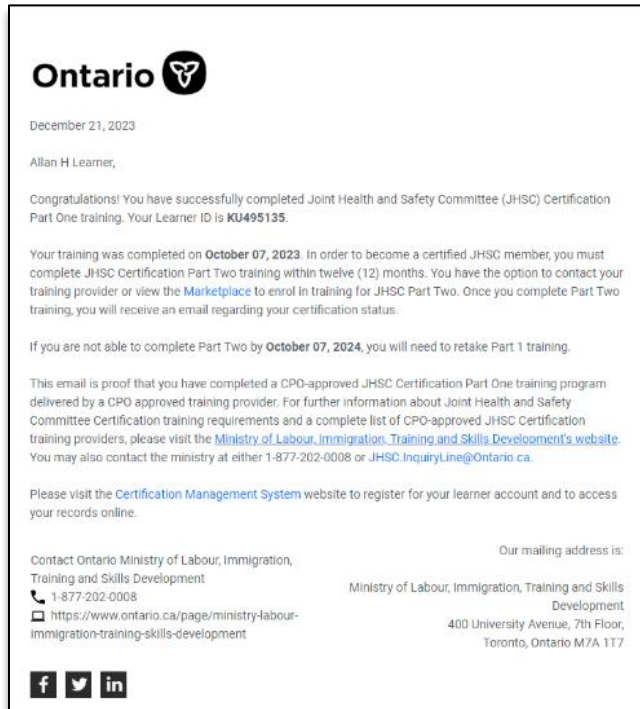 Ontario
December 21, 2023
Allan H Learner,
Congratulations! You have successfully completed Joint Health and Safety Committee (JHSC) Certification
Part One training. Your Learner ID is KU495135.
Your training was completed on October 07, 2023. In order to become a certified JHSC member, you must
complete JHSC Certification Part Two training within twelve (12) months. You have the option to contact your
training provider or view the Marketplace to enrol in training for JHSC Part Two. Once you complete Part Two
training, you will receive an email regarding your certification status.
If you are not able to complete Part Two by October 07, 2024, you will need to retake Part 1 training.
This email is proof that you have completed a CPO-approved JHSC Certification Part One training program
delivered by a CPO approved training provider. For further information about Joint Health and Safety
Committee Certification training requirements and a complete list of CPO-approved JHSC Certification
training providers, please visit the Ministry of Labour, Immigration, Training and Skills Development's website.
You may also contact the ministry at either 1-877-202-0008 or JHSC.InquiryLine@Ontario.ca.
Please visit the Certification Management System website to register for your learner account and to access
your records online.
Contact Ontario Ministry of Labour, Immigration,
Training and Skills Development
1-877-202-0008
https://www.ontario.ca/page/ministry-labour-
immigration-training-skills-development
Our mailing address is:
Ministry of Labour, Immigration, Training and Skills
Development
400 University Avenue, 7th Floor,
Toronto, Ontario M7A 1T7